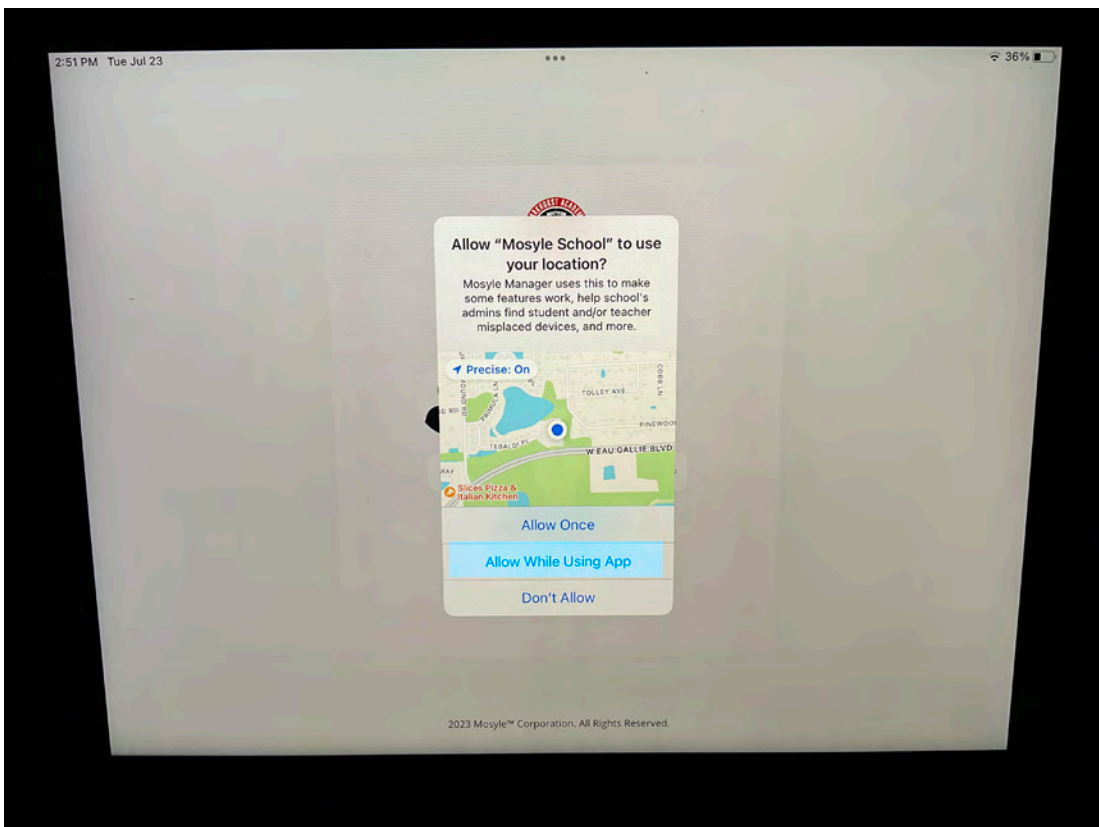 2:51 PM Tue Jul 23
36%
Allow “Mosyle School” to use
your location?
Mosyle Manager uses this to make
some features work, help school's
admins find student and/or teacher
misplaced devices, and more.
Precise: On
TOLLEY AVE
COBB LN
PRIMULA LN
TEBALDI PL
W EAU GALLIE BLVD
WAY
Slices Pizza &
Italian Kitchen
Allow Once
Allow While Using App
Don't Allow
2023 Mosyle™ Corporation. All Rights Reserved.